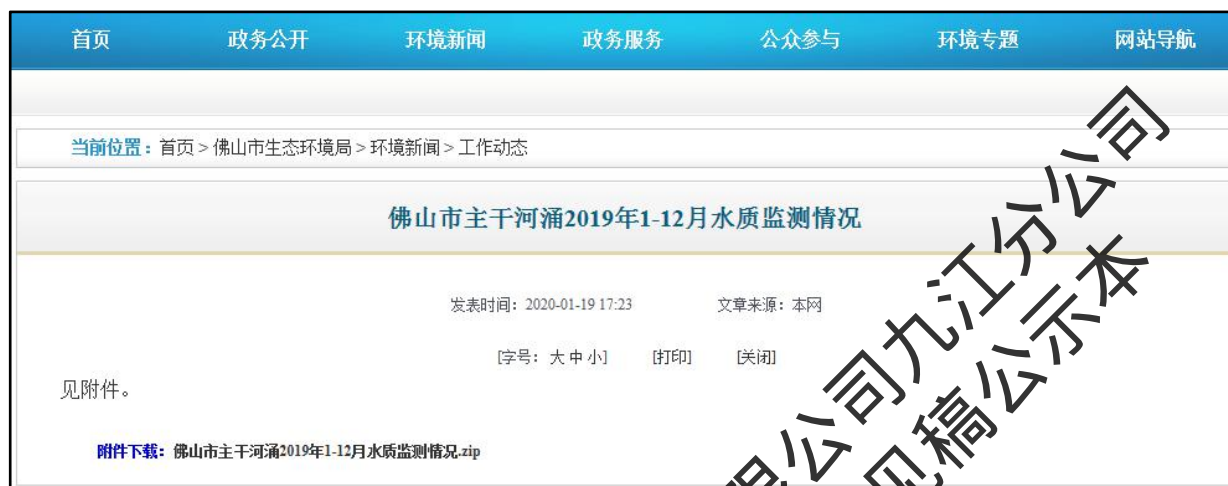 首页 政务公开 环境新闻 政务服务 公众参与 环境专题 网站导航
当前位置：首页 > 佛山市生态环境局 > 环境新闻 > 工作动态
佛山市主干河涌2019年1-12月水质监测情况
发表时间：2020-01-19 17:23 文章来源：本网
[字号：大 中 小] [打印] [关闭]
见附件。
附件下载：佛山市主干河涌2019年1-12月水质监测情况.zip
限公司九江分公司
见稿公示本